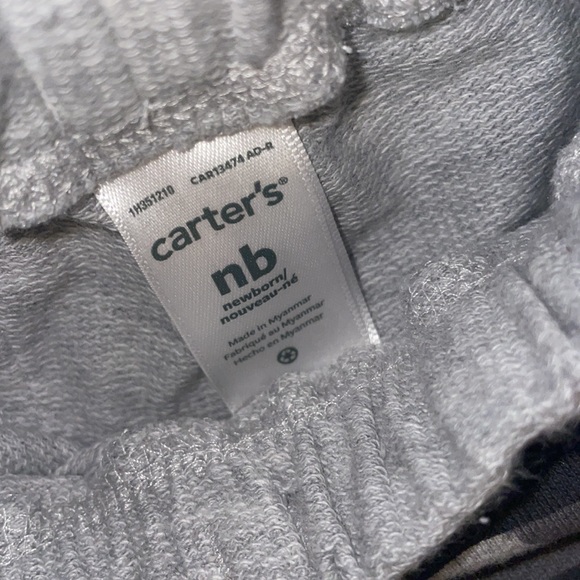 1H351210 CAR13474 AD-R
carter's®
nb
newborn/
nouveau-né
Made in Myanmar
Fabriqué au Myanmar
Hecho en Myanmar